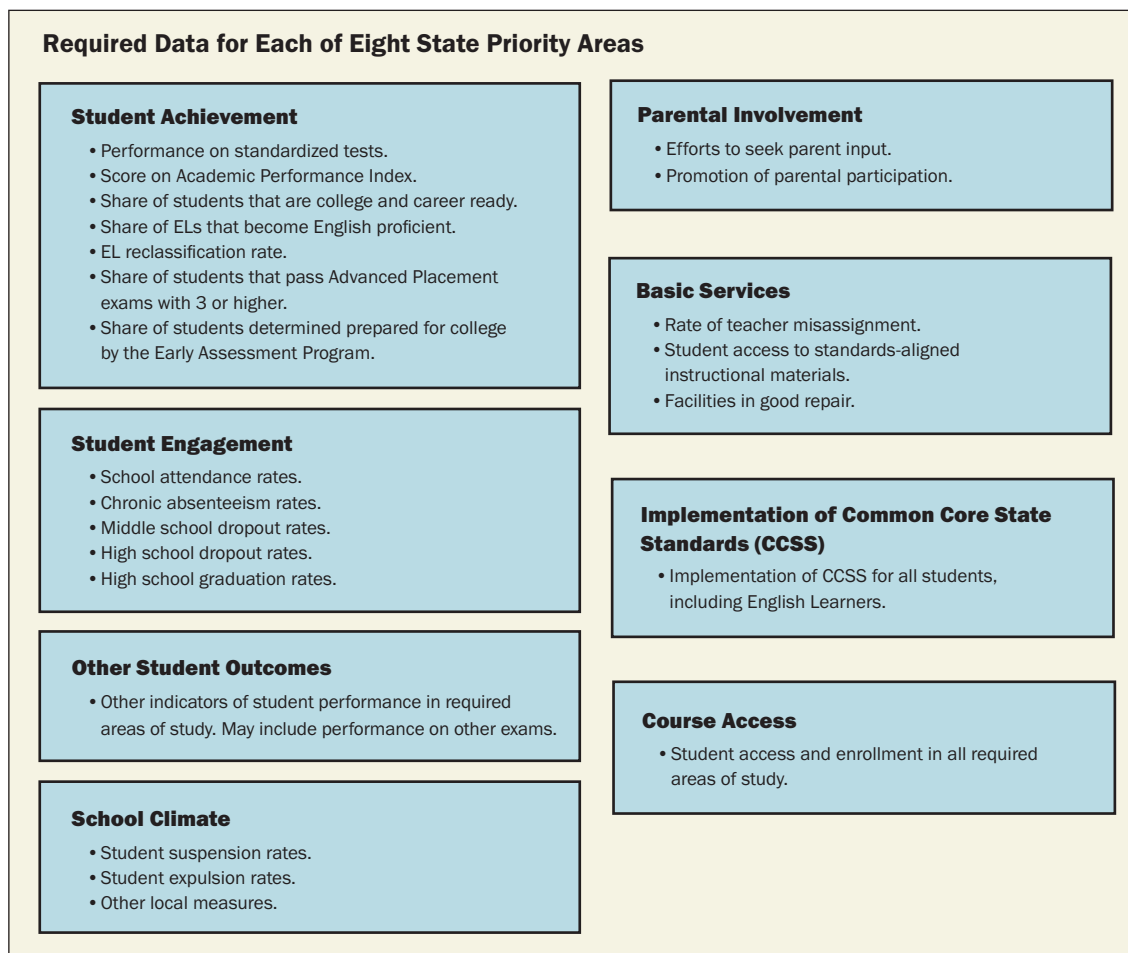 Required Data for Each of Eight State Priority Areas
Student Achievement
• Performance on standardized tests.
• Score on Academic Performance Index.
• Share of students that are college and career ready.
• Share of ELs that become English proficient.
• EL reclassification rate.
• Share of students that pass Advanced Placement
exams with 3 or higher.
• Share of students determined prepared for college
by the Early Assessment Program.
Student Engagement
• School attendance rates.
• Chronic absenteeism rates.
• Middle school dropout rates.
• High school dropout rates.
• High school graduation rates.
Other Student Outcomes
• Other indicators of student performance in required
areas of study. May include performance on other exams.
School Climate
• Student suspension rates.
• Student expulsion rates.
• Other local measures.
Parental Involvement
• Efforts to seek parent input.
• Promotion of parental participation.
Basic Services
• Rate of teacher misassignment.
• Student access to standards-aligned
instructional materials.
• Facilities in good repair.
Implementation of Common Core State
Standards (CCSS)
• Implementation of CCSS for all students,
including English Learners.
Course Access
• Student access and enrollment in all required
areas of study.